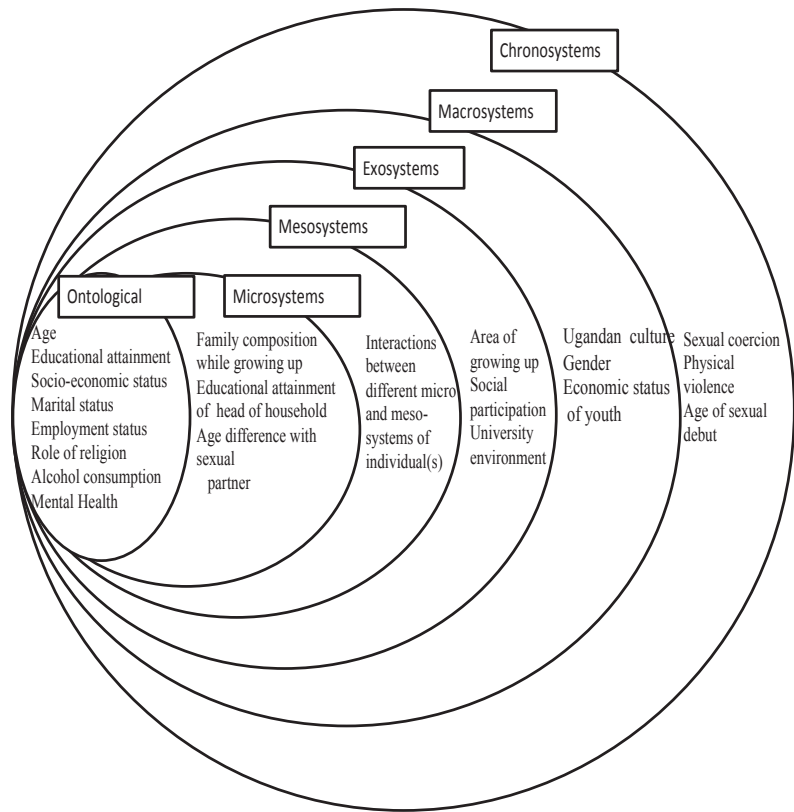 Chronosystems
Macrosystems
Exosystems
Mesosystems
Ontological
Microsystems
Age
Educational attainment
Socio-economic status
Marital status
Employment status
Role of religion
Alcohol consumption
Mental Health
Family composition
while growing up
Educational attainment
of head of household
Age difference with
sexual
partner
Interactions
between
different micro
and meso-
systems of
individual(s)
Area of
growing up
Social
participation
University
environment
Ugandan culture
Gender
Economic status
of youth
Sexual coercion
Physical
violence
Age of sexual
debut